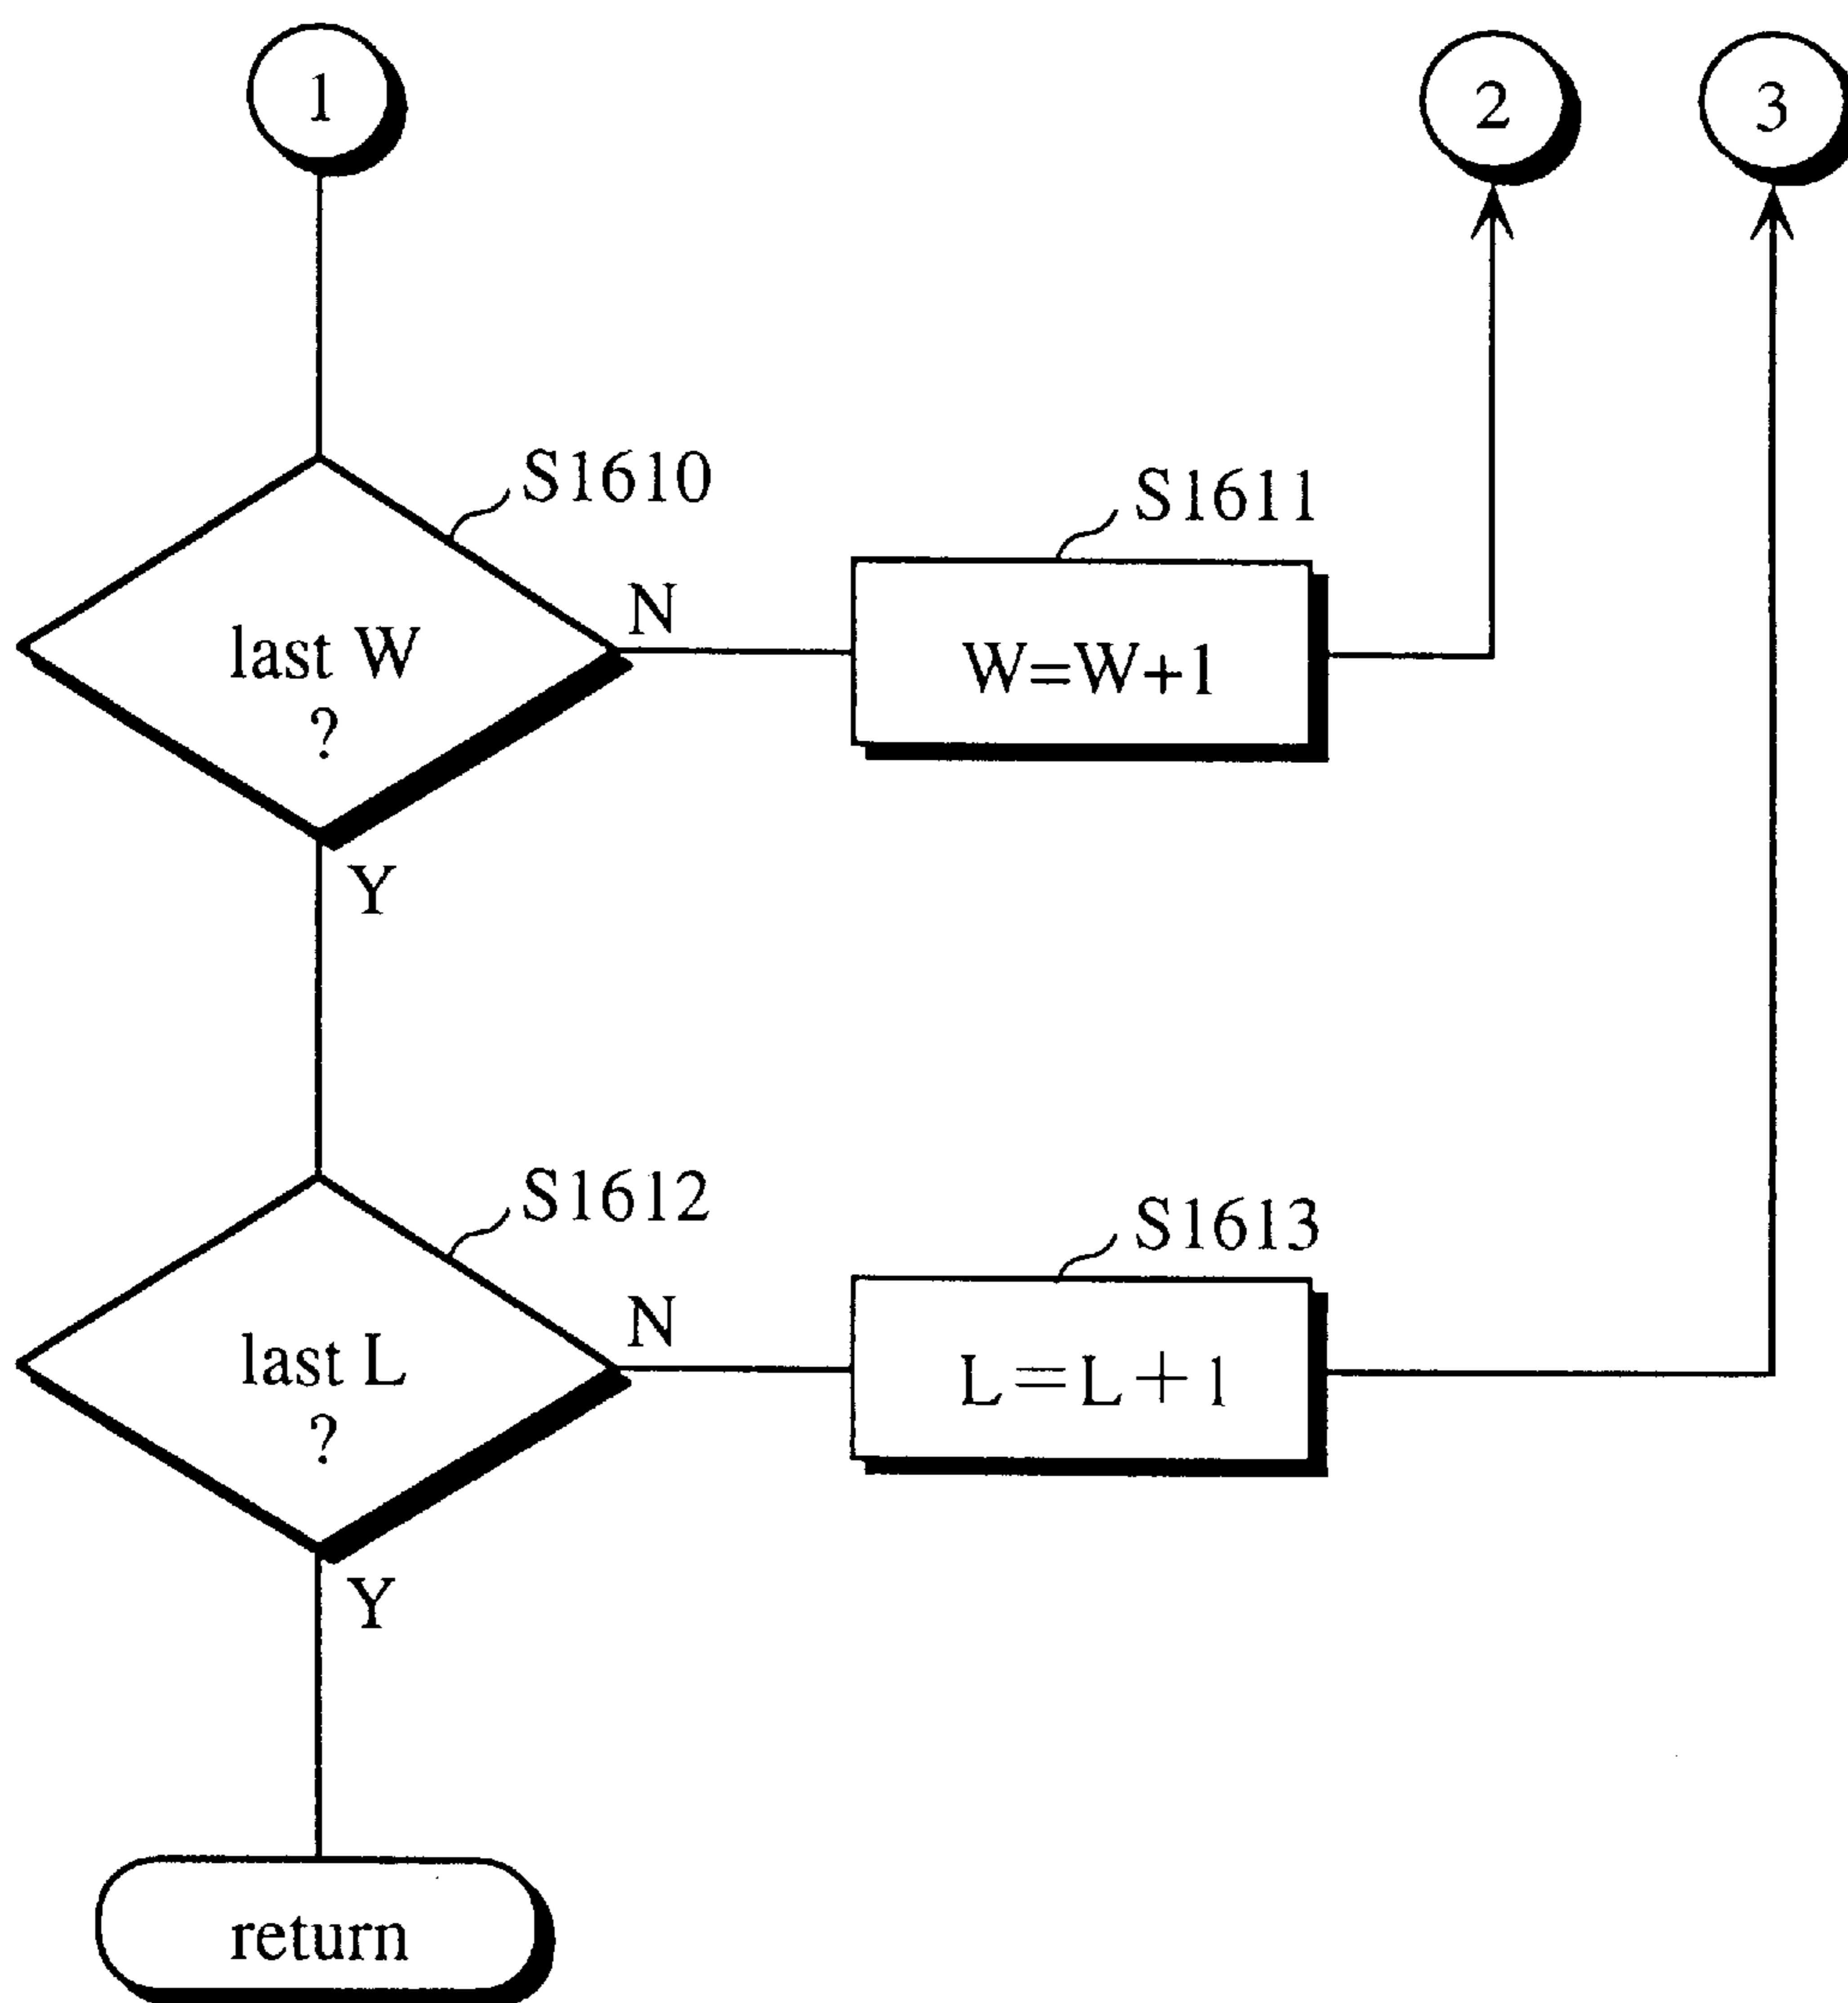 1
2
3
S1610
S1611
N
last W
?
W=W+1
Y
S1612
S1613
N
last L
?
L=L+1
Y
return